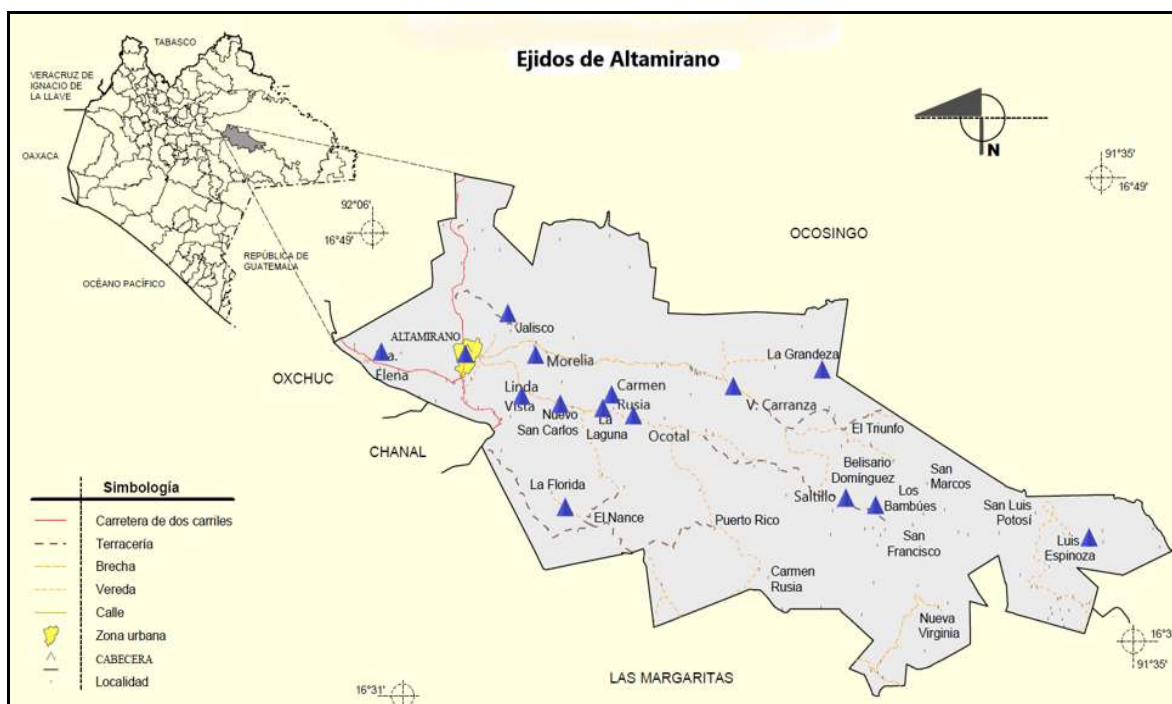 Ejidos de Altamirano
TABASCO
VERACRUZ DE
IGNACIO DE
LA LLAVE
OAXACA
REPÚBLICA DE
GUATEMALA
OCÉANO PACÍFICO
N
91°35'
16°49'
92°06'
16°49'
OCOSINGO
Jalisco
ALTAMIRANO
a.
Elena
Morelia
La Grandeza
OXCHUC
Linda
Vista
Carmen
Rusia
V. Carranza
Nuevo
San Carlos
La
Laguna
Ocotal
El Triunfo
CHANAL
Belisario
Domínguez
San
Marcos
La Florida
Saltillo
Los
Bambúes
San Luis
Potosí
El Nance
Puerto Rico
San
Francisco
Luis
Espinoza
Carmen
Rusia
Nueva
Virginia
LAS MARGARITAS
16°31'
16°3
91°35'
Simbología
Carretera de dos carriles
Terracería
Brecha
Vereda
Calle
Zona urbana
CABECERA
Localidad